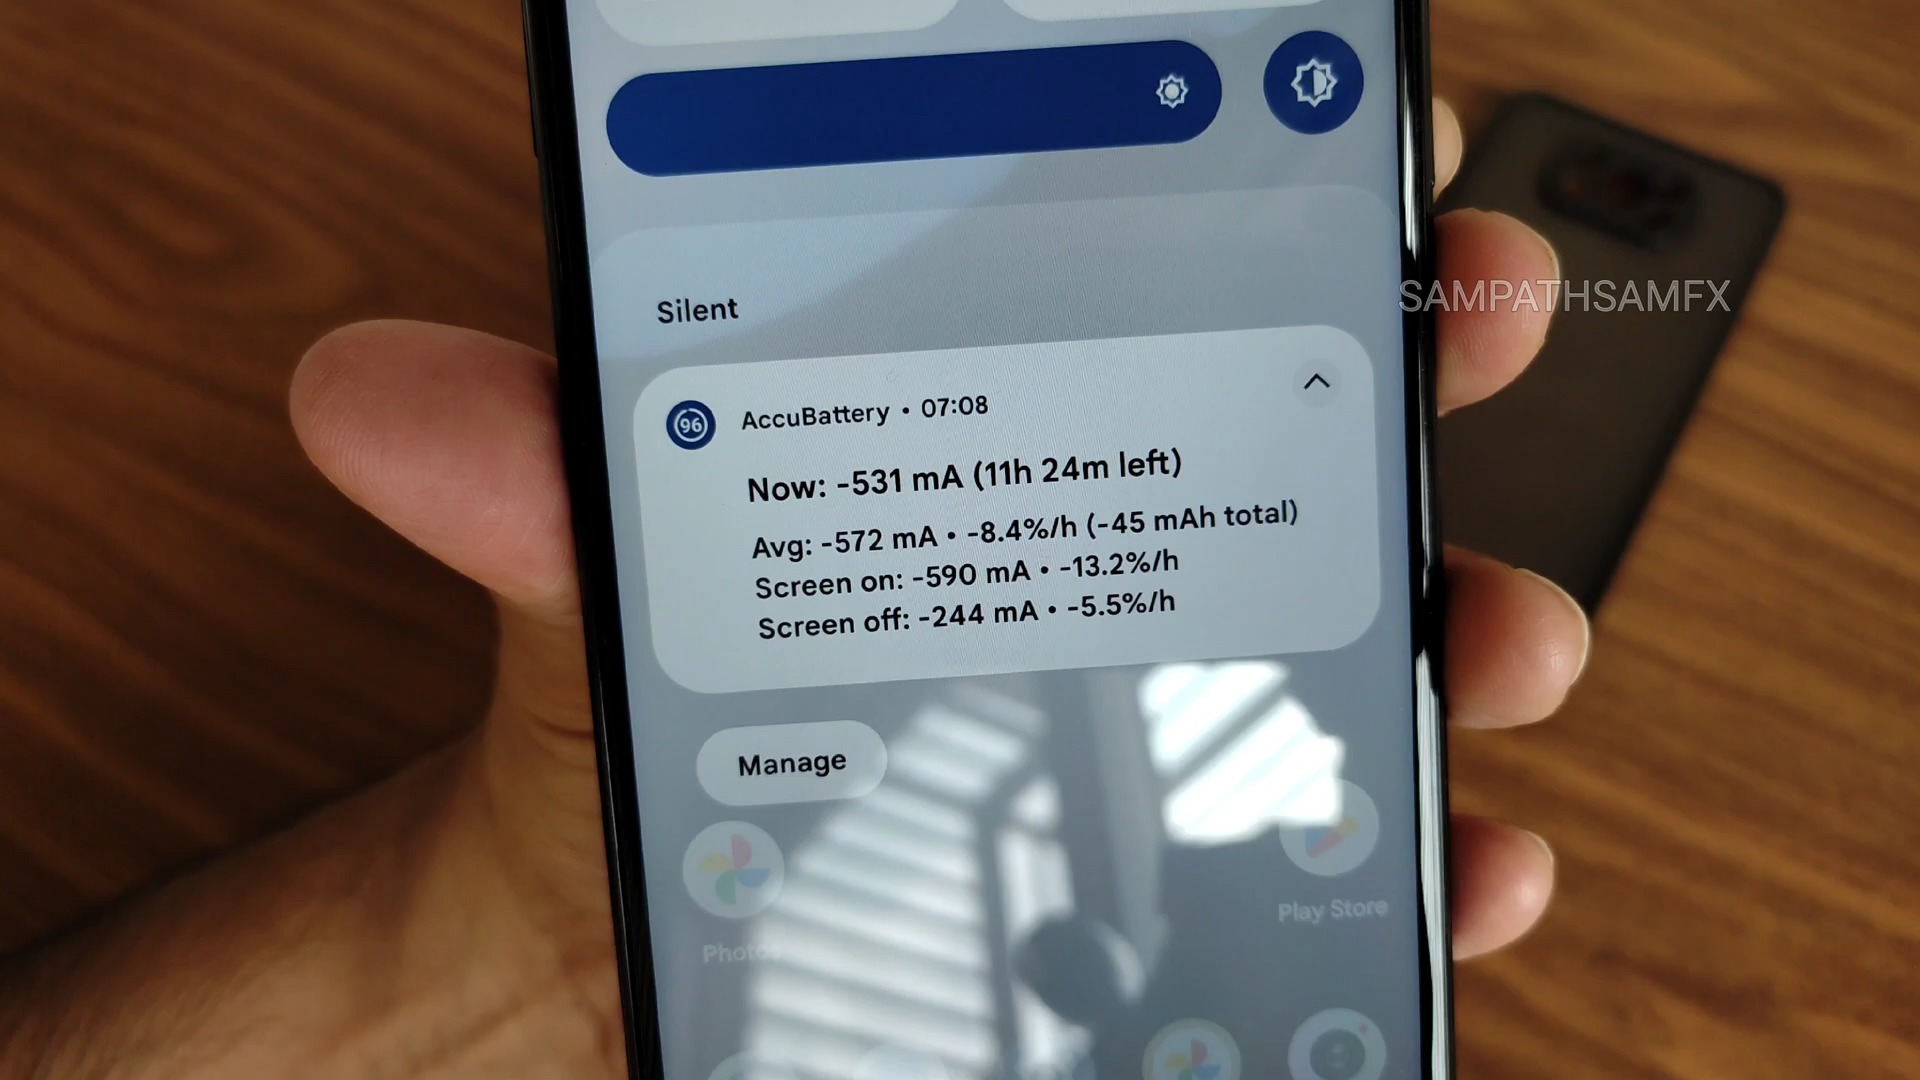 Silent
SAMPATHSAMFX
96
AccuBattery • 07:08
Now: -531 mA (11h 24m left)
Avg: -572 mA • -8.4%/h (-45 mAh total)
Screen on: -590 mA • -13.2%/h
Screen off: -244 mA • -5.5%/h
Manage
Play Store
Photos